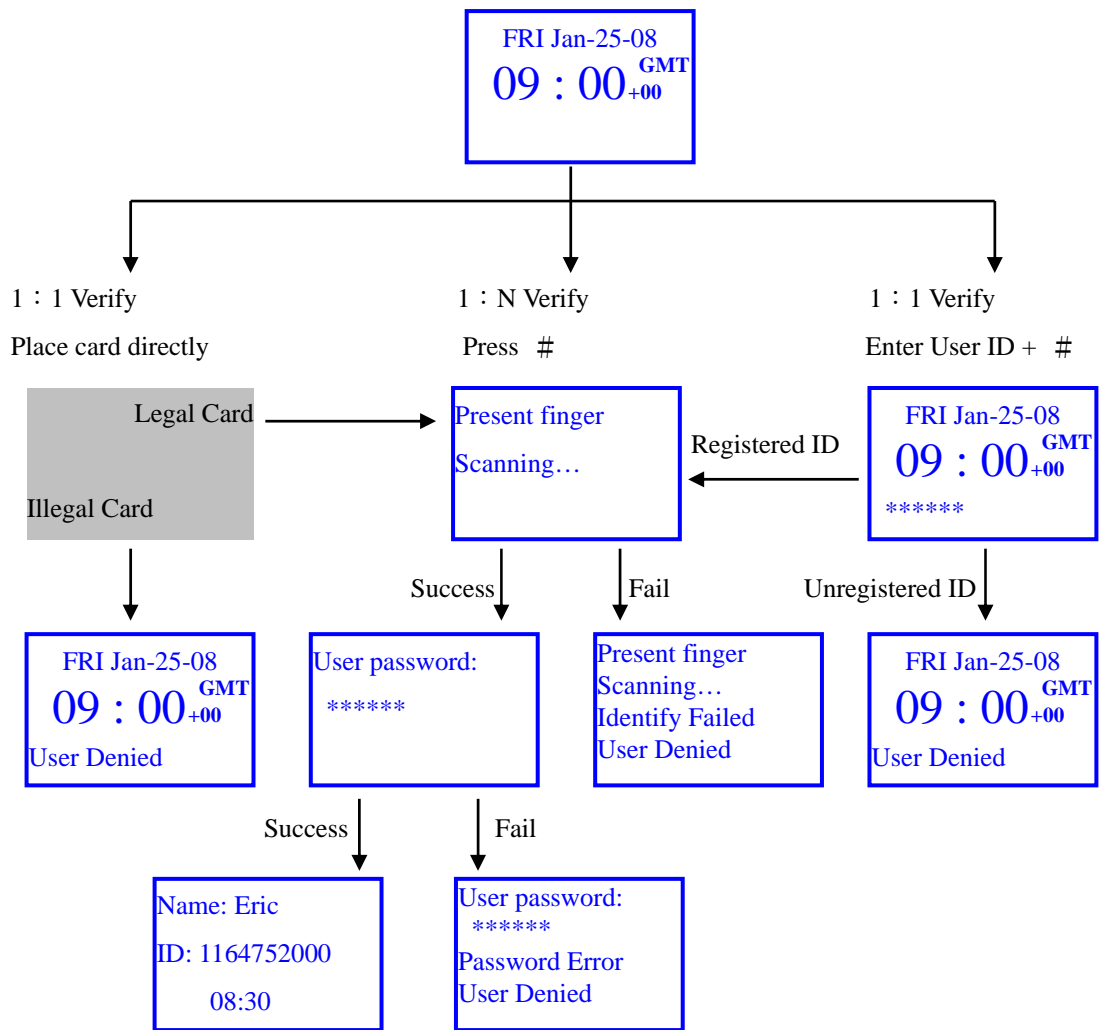 FRI Jan-25-08
09 : 00 GMT +00
1：1 Verify
Place card directly
1：N Verify
Press ＃
1：1 Verify
Enter User ID + ＃
Legal Card
Illegal Card
Present finger
Scanning…
Registered ID
FRI Jan-25-08
09 : 00 GMT +00
******
Success
Fail
Unregistered ID
FRI Jan-25-08
09 : 00 GMT +00
User Denied
User password:
******
Present finger
Scanning…
Identify Failed
User Denied
FRI Jan-25-08
09 : 00 GMT +00
User Denied
Success
Fail
Name: Eric
ID: 1164752000
08:30
User password:
******
Password Error
User Denied